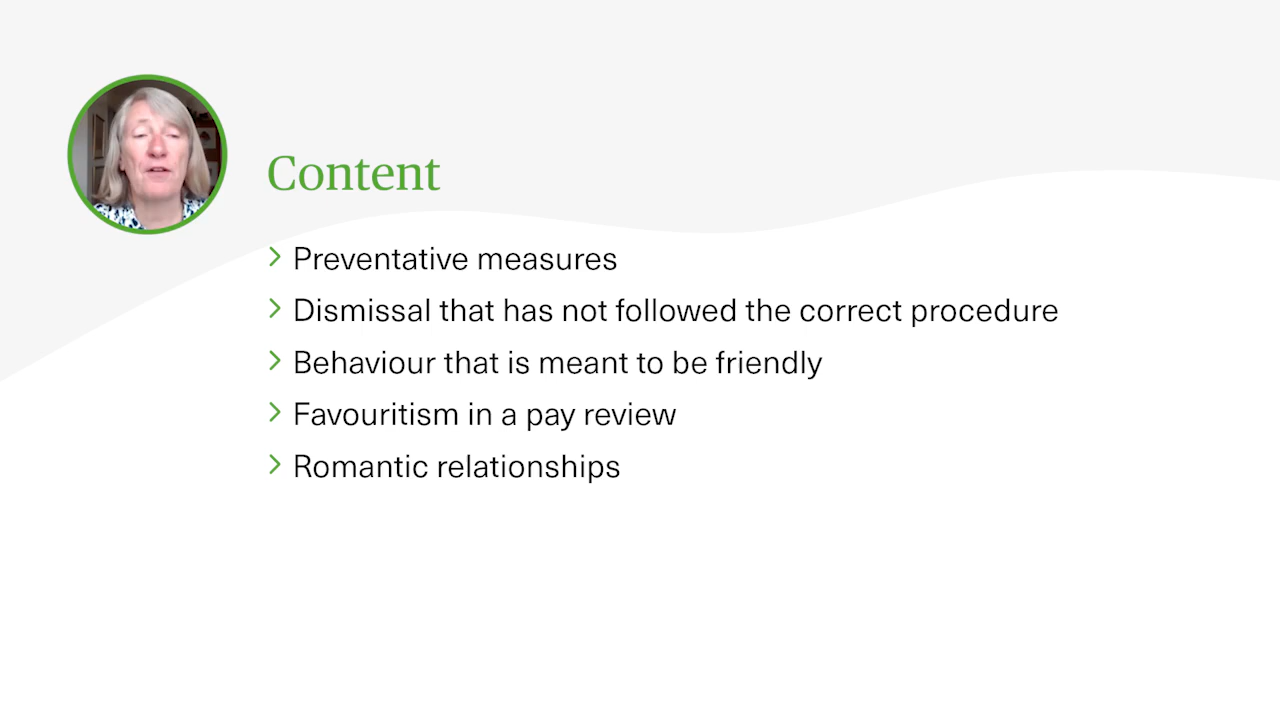 Content
Preventative measures
Dismissal that has not followed the correct procedure
Behaviour that is meant to be friendly
Favouritism in a pay review
Romantic relationships